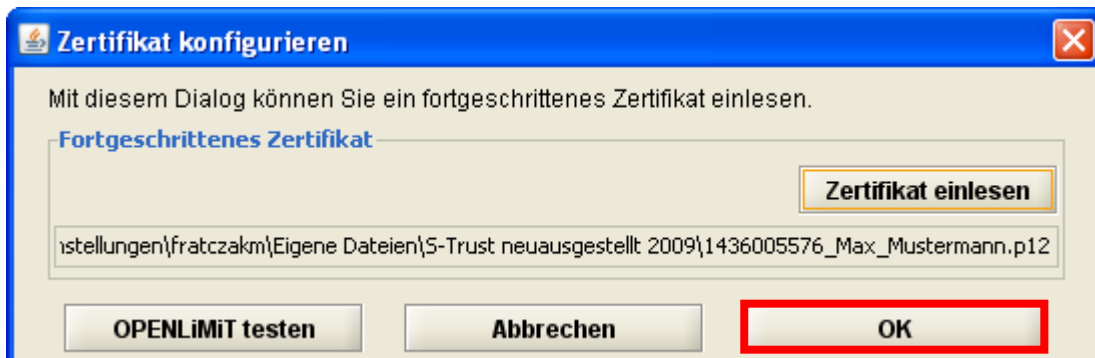 Zertifikat konfigurieren
Mit diesem Dialog können Sie ein fortgeschrittenes Zertifikat einlesen.
Fortgeschrittenes Zertifikat
Zertifikat einlesen
nstellungen\fratczakm\Eigene Dateien\S-Trust neuausgestellt 2009\1436005576_Max_Mustermann.p12
OPENLiMiT testen
Abbrechen
OK